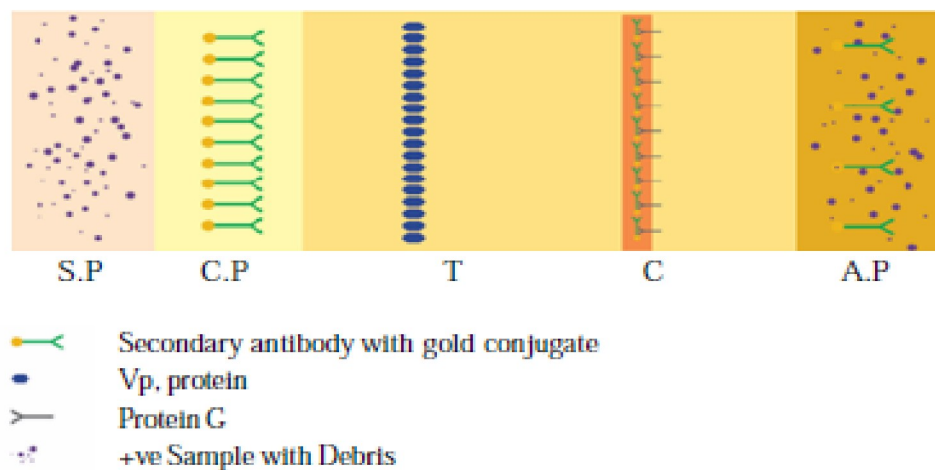 S.P C.P T C A.P
Secondary antibody with gold conjugate
Vp, protein
Protein G
+ve Sample with Debris